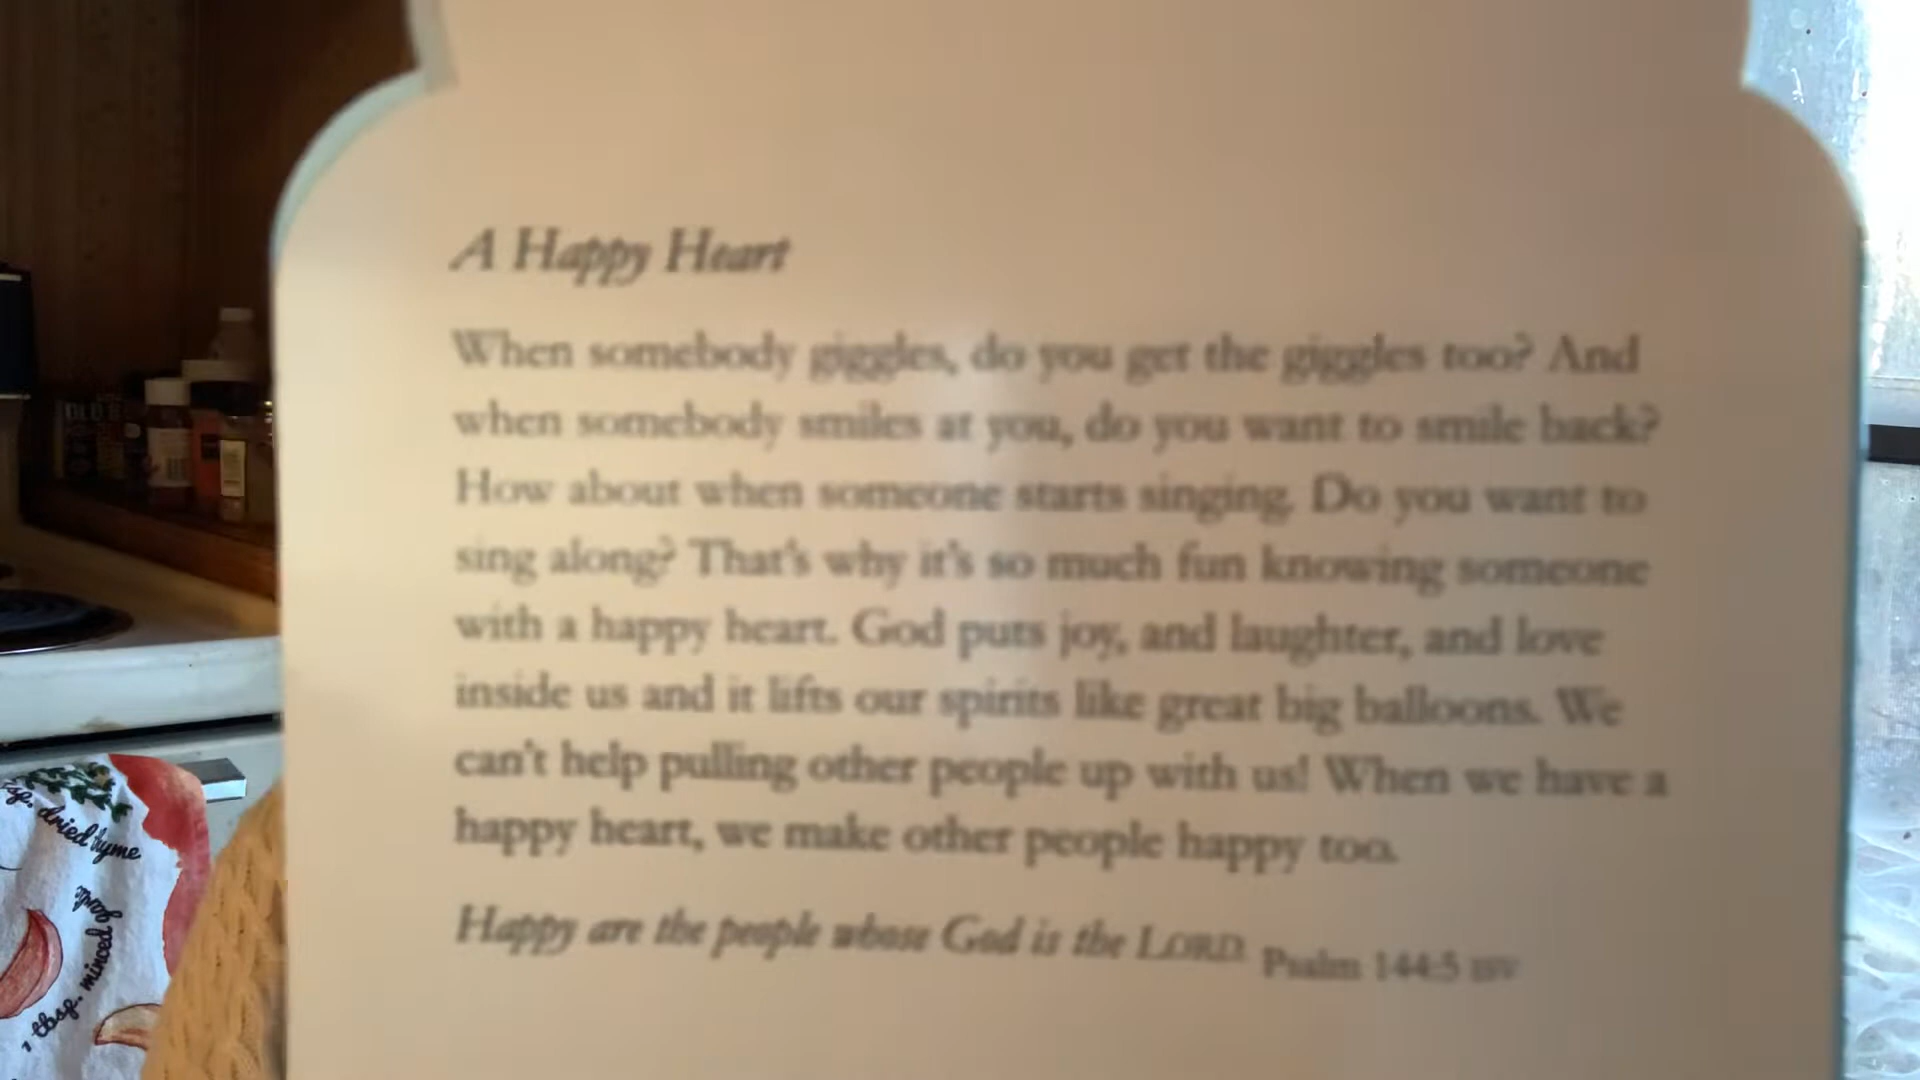 A Happy Heart
When somebody giggles, do you get the giggles too? And
when somebody smiles at you, do you want to smile back?
How about when someone starts singing. Do you want to
sing along? That's why it's so much fun knowing someone
with a happy heart. God puts joy, and laughter, and love
inside us and it lifts our spirits like great big balloons. We
can't help pulling other people up with us! When we have a
happy heart, we make other people happy too.
Happy are the people whose God is the LORD. Psalm 144:5
dried thyme
1 tbsp. minced